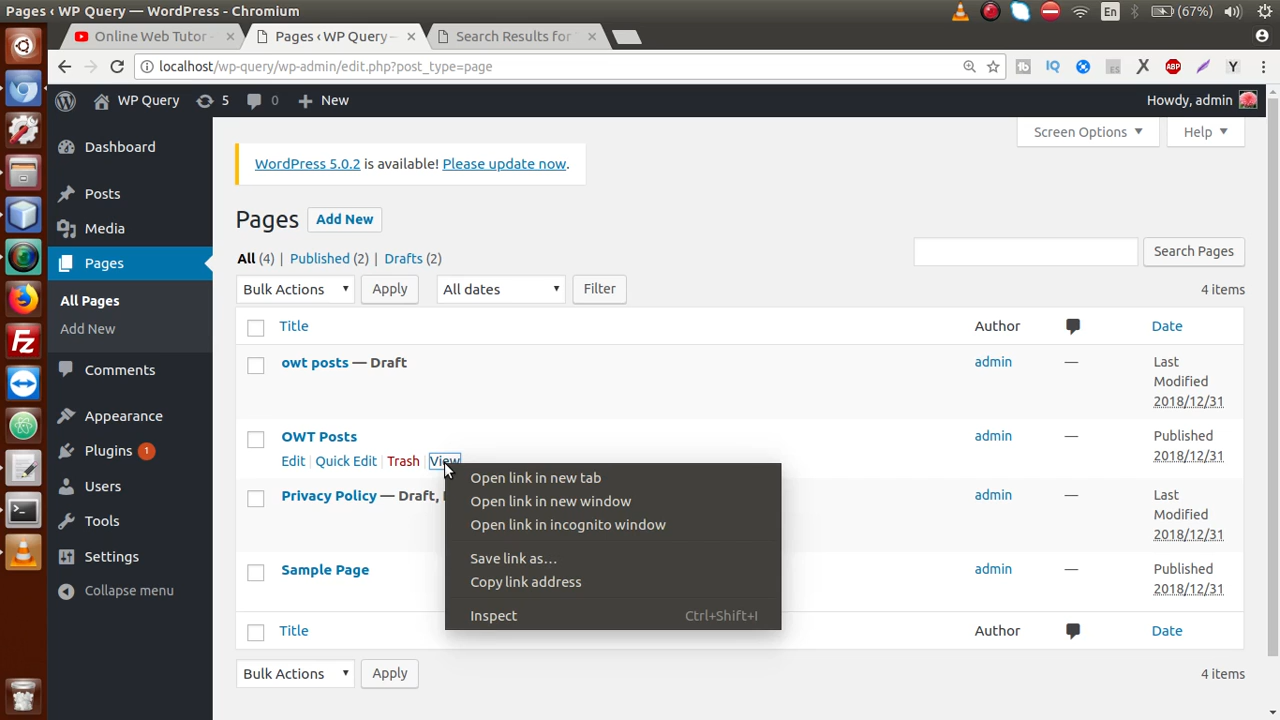 Pages ‹ WP Query — WordPress - Chromium
En
(67%)
Online Web Tutor -
Pages ‹ WP Query —
Search Results for
localhost/wp-query/wp-admin/edit.php?post_type=page
fb
IQ
ES
X
ABP
Y
WP Query
5
0
New
Howdy, admin
Screen Options
Help
Dashboard
Posts
Media
Pages
All Pages
Add New
Comments
Appearance
Plugins 1
Users
Tools
Settings
Collapse menu
WordPress 5.0.2 is available! Please update now.
Pages Add New
All (4) | Published (2) | Drafts (2)
Search Pages
Bulk Actions Apply All dates Filter
4 items
Title Author Date
owt posts — Draft admin — Last Modified 2018/12/31
OWT Posts admin — Published 2018/12/31
Edit | Quick Edit | Trash | View
Privacy Policy — Draft, admin — Last Modified 2018/12/31
Sample Page admin — Published 2018/12/31
Title Author Date
Bulk Actions Apply
4 items
Open link in new tab
Open link in new window
Open link in incognito window
Save link as...
Copy link address
Inspect Ctrl+Shift+I
Fz